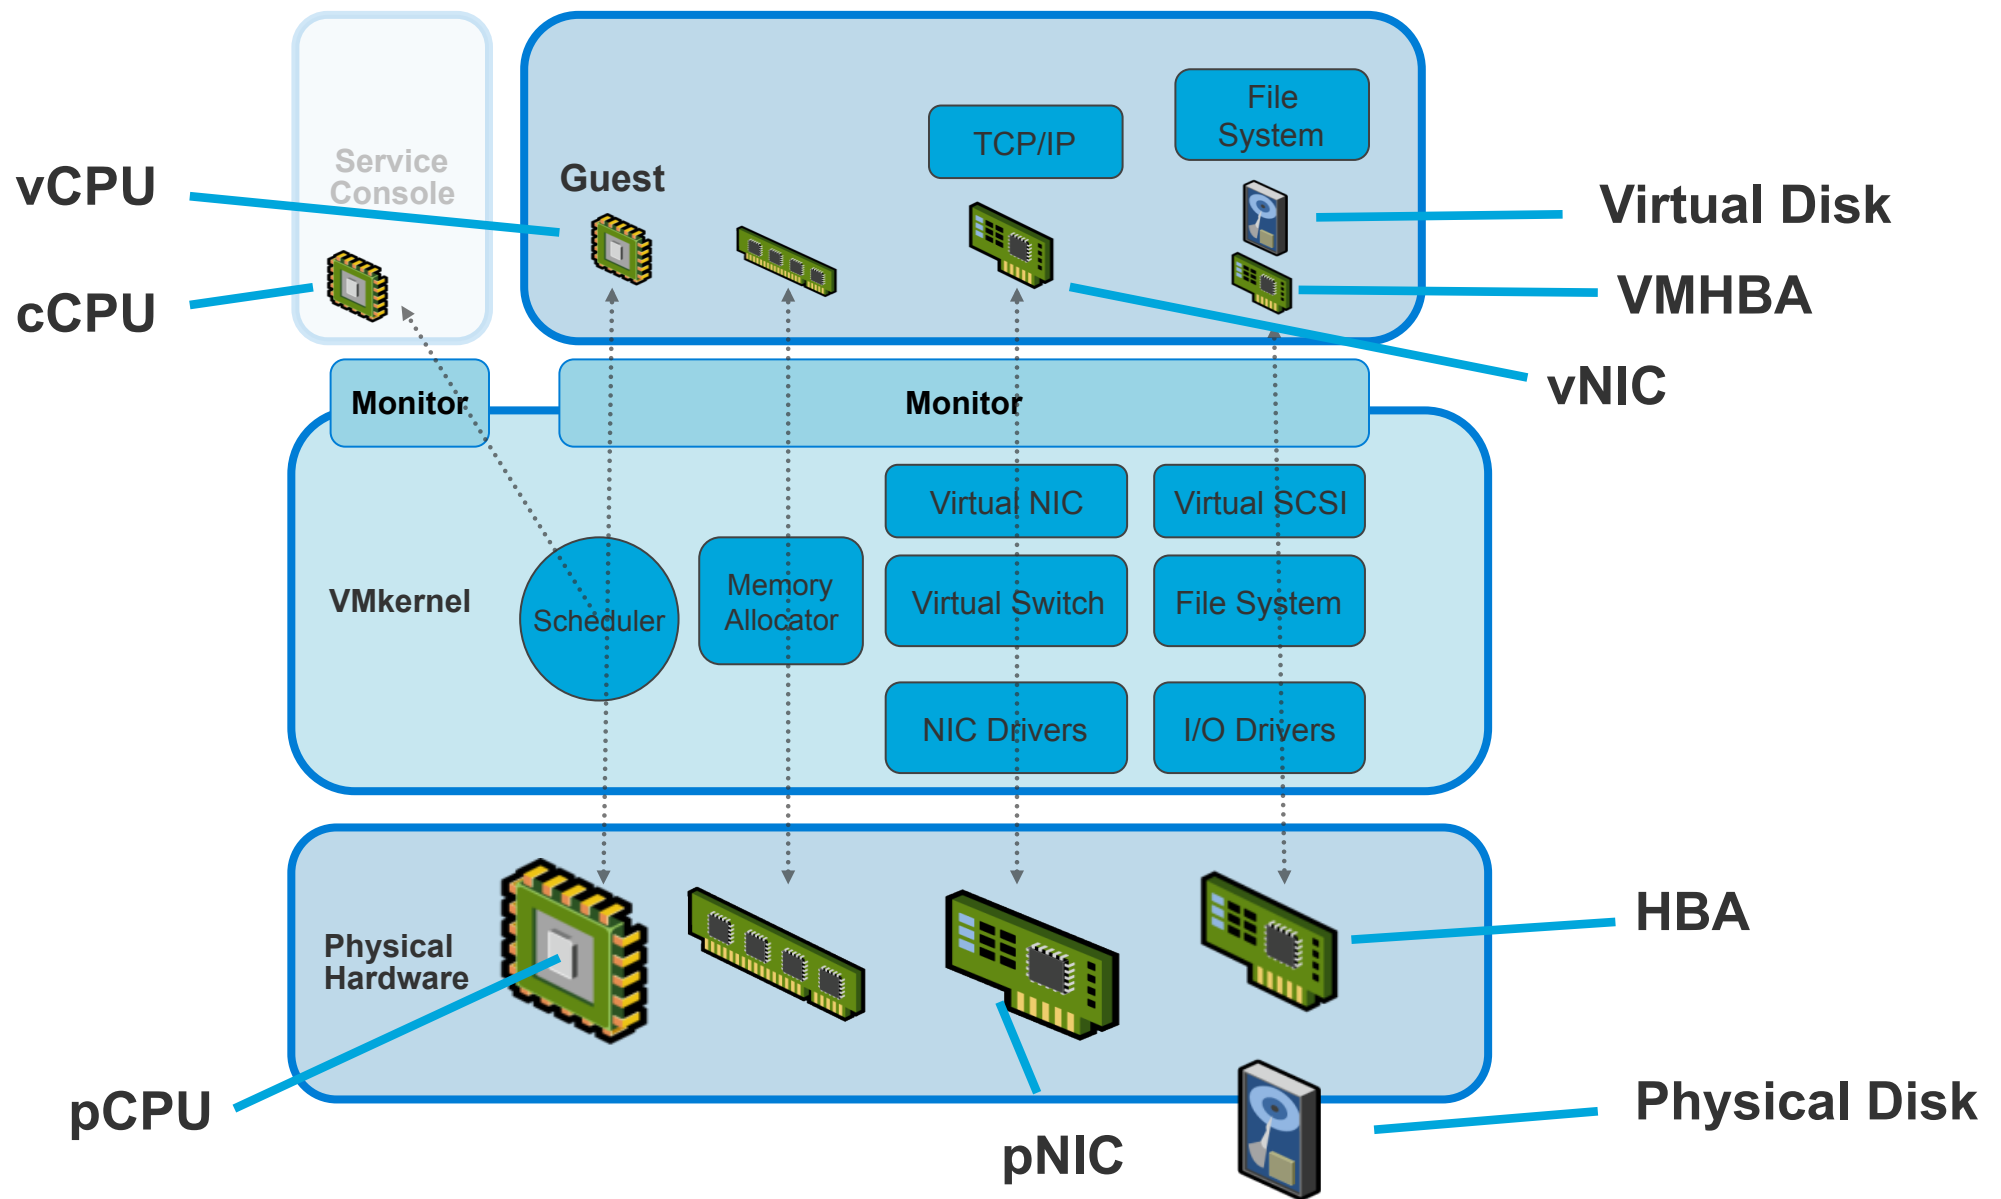 File
System
TCP/IP
Service
Console
Guest
vCPU
Virtual Disk
cCPU
VMHBA
vNIC
Monitor
Monitor
Virtual NIC
Virtual SCSI
VMkernel
Scheduler
Memory
Allocator
Virtual Switch
File System
NIC Drivers
I/O Drivers
Physical
Hardware
HBA
pCPU
pNIC
Physical Disk